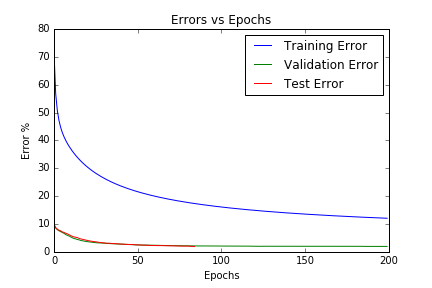 Errors vs Epochs
80
70
60
50
40
30
20
10
0
Error %
Training Error
Validation Error
Test Error
0
50
100
150
200
Epochs